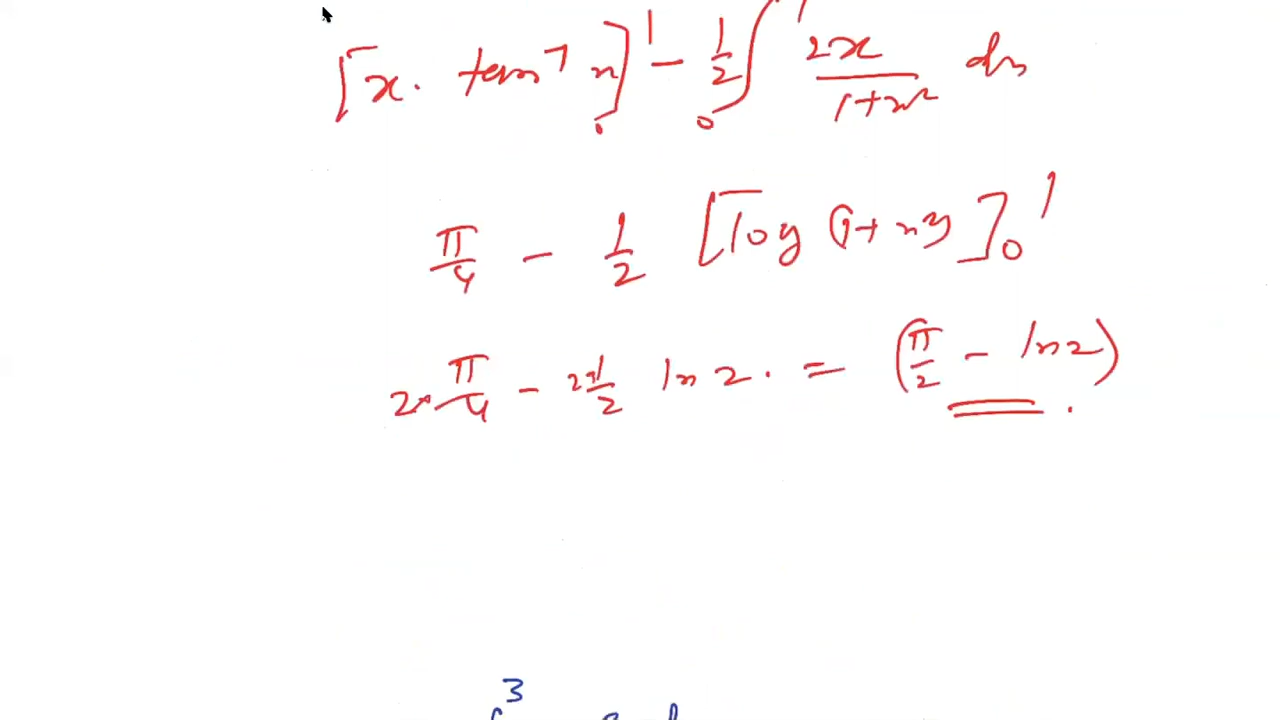 [x. tan⁻¹ x]₀¹ - 1/2 ∫₀¹ 2x/(1+x²) dx
π/4 - 1/2 [log (1+x²)]₀¹
2× π/4 - 2×1/2 ln 2. = (π/2 - ln 2).
3